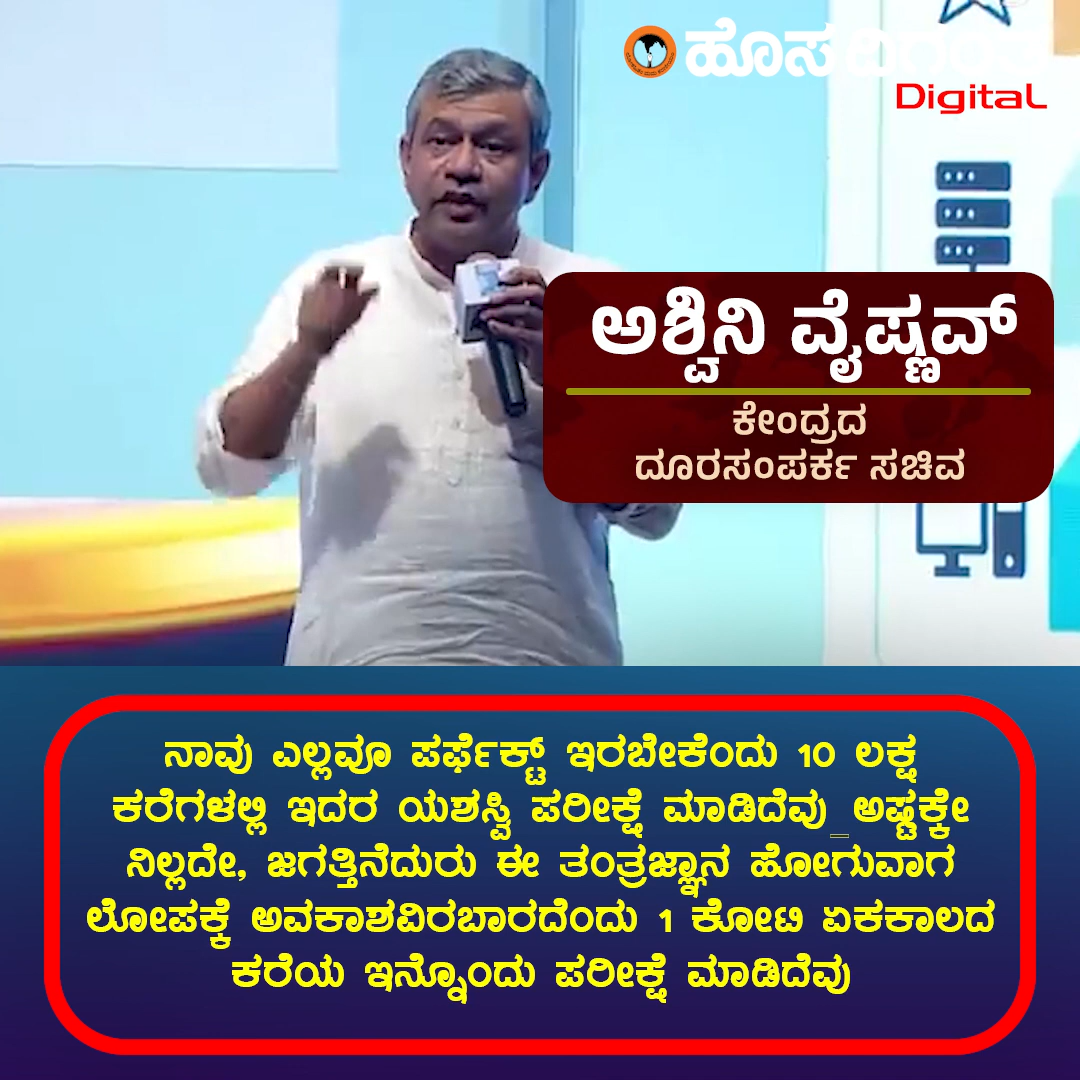 ಹೊಸ ದಿಗಂತ
Digital
ಅಶ್ವಿನಿ ವೈಷ್ಣವ್
ಕೇಂದ್ರದ
ದೂರಸಂಪರ್ಕ ಸಚಿವ
ನಾವು ಎಲ್ಲವೂ ಪರ್ಫೆಕ್ಟ್ ಇರಬೇಕೆಂದು 10 ಲಕ್ಷ
ಕರೆಗಳಲ್ಲಿ ಇದರ ಯಶಸ್ವಿ ಪರೀಕ್ಷೆ ಮಾಡಿದೆವು_ಅಷ್ಟಕ್ಕೇ
ನಿಲ್ಲದೇ, ಜಗತ್ತಿನೆದುರು ಈ ತಂತ್ರಜ್ಞಾನ ಹೋಗುವಾಗ
ಲೋಪಕ್ಕೆ ಅವಕಾಶವಿರಬಾರದೆಂದು 1 ಕೋಟಿ ಏಕಕಾಲದ
ಕರೆಯ ಇನ್ನೊಂದು ಪರೀಕ್ಷೆ ಮಾಡಿದೆವು